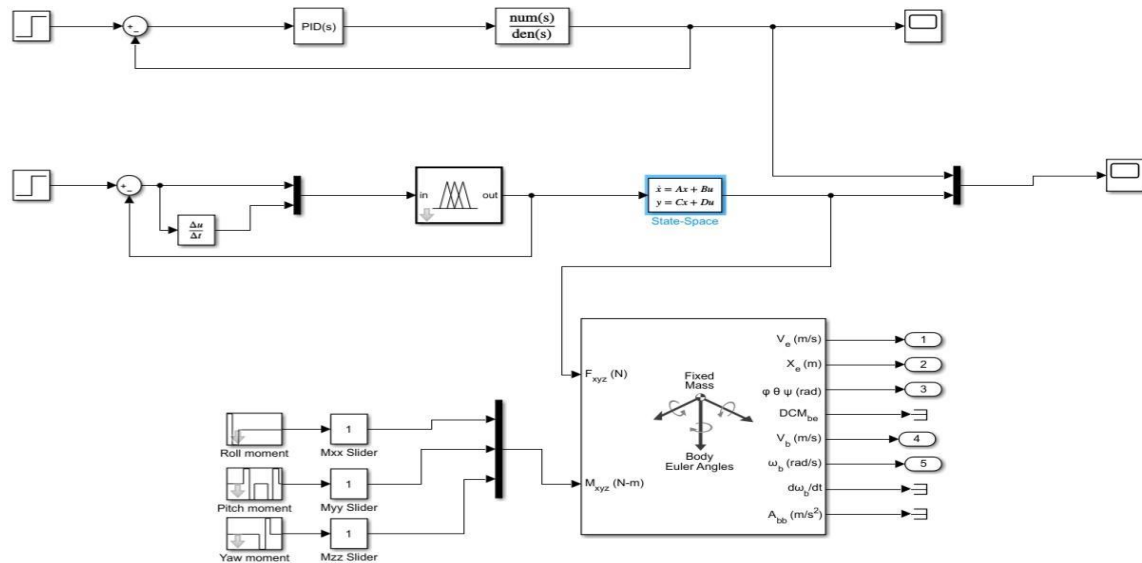 PID(s)
num(s)
den(s)
Δu
Δt
in
out
ẋ = Ax + Bu
y = Cx + Du
State-Space
V_e (m/s)
X_e (m)
F_xyz (N)
Fixed
Mass
φ θ ψ (rad)
DCM_be
V_b (m/s)
Body
Euler Angles
ω_b (rad/s)
M_xyz (N-m)
dω_b/dt
A_bb (m/s²)
1
2
3
4
5
1
Roll moment
Mxx Slider
1
Pitch moment
Myy Slider
1
Yaw moment
Mzz Slider